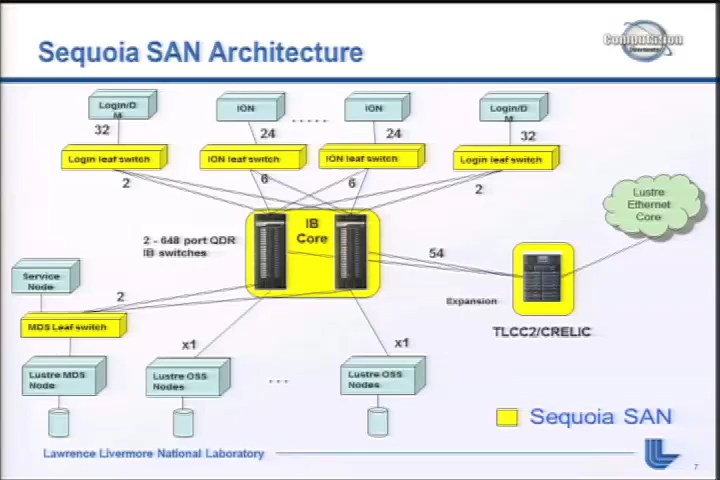 Sequoia SAN Architecture
Computation
Directorate
Login/D
M
ION
.....
ION
Login/D
M
32
24
24
32
Login leaf switch
ION leaf switch
ION leaf switch
Login leaf switch
2
6
6
2
Lustre
Ethernet
Core
IB
Core
2 - 648 port QDR
IB switches
54
Service
Node
2
Expansion
MDS Leaf switch
TLCC2/CRELIC
x1
x1
Lustre MDS
Node
Lustre OSS
Nodes
...
Lustre OSS
Nodes
Sequoia SAN
Lawrence Livermore National Laboratory
7